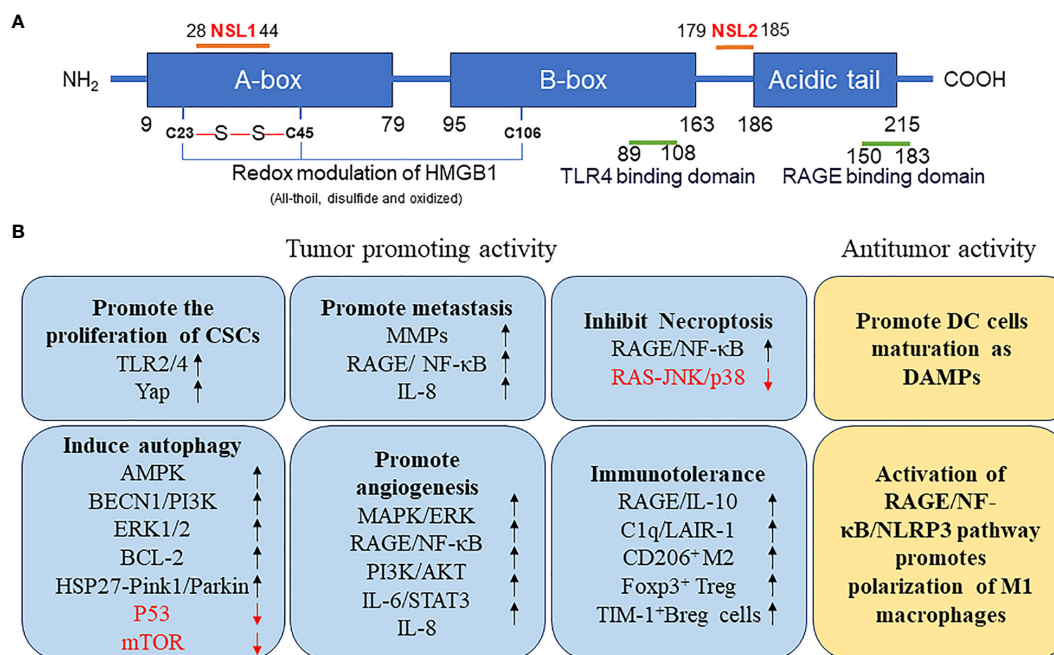 A
28 NSL1 44
179 NSL2 185
NH2
A-box
B-box
Acidic tail
COOH
9
C23
S
S
C45
79
95
C106
163
186
215
89
108
150
183
Redox modulation of HMGB1
(All-thoil, disulfide and oxidized)
TLR4 binding domain
RAGE binding domain
B
Tumor promoting activity
Antitumor activity
Promote the
proliferation of CSCs
TLR2/4 ↑
Yap ↑
Promote metastasis
MMPs ↑
RAGE/ NF-κB ↑
IL-8 ↑
Inhibit Necroptosis
RAGE/NF-κB ↑
RAS-JNK/p38 ↓
Promote DC cells
maturation as
DAMPs
Induce autophagy
AMPK ↑
BECN1/PI3K ↑
ERK1/2 ↑
BCL-2 ↑
HSP27-Pink1/Parkin ↑
P53 ↓
mTOR ↓
Promote
angiogenesis
MAPK/ERK ↑
RAGE/NF-κB ↑
PI3K/AKT ↑
IL-6/STAT3 ↑
IL-8 ↑
Immunotolerance
RAGE/IL-10 ↑
C1q/LAIR-1 ↑
CD206+ M2 ↑
Foxp3+ Treg ↑
TIM-1+Breg cells ↑
Activation of
RAGE/NF-
κB/NLRP3 pathway
promotes
polarization of M1
macrophages